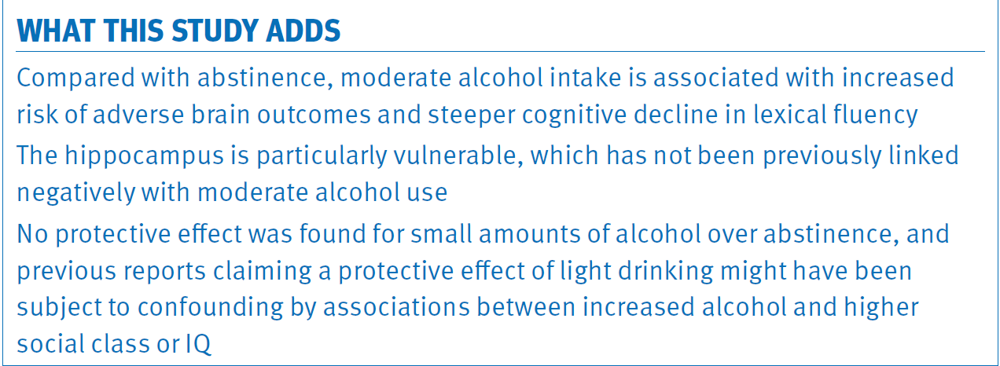 WHAT THIS STUDY ADDS
Compared with abstinence, moderate alcohol intake is associated with increased
risk of adverse brain outcomes and steeper cognitive decline in lexical fluency
The hippocampus is particularly vulnerable, which has not been previously linked
negatively with moderate alcohol use
No protective effect was found for small amounts of alcohol over abstinence, and
previous reports claiming a protective effect of light drinking might have been
subject to confounding by associations between increased alcohol and higher
social class or IQ